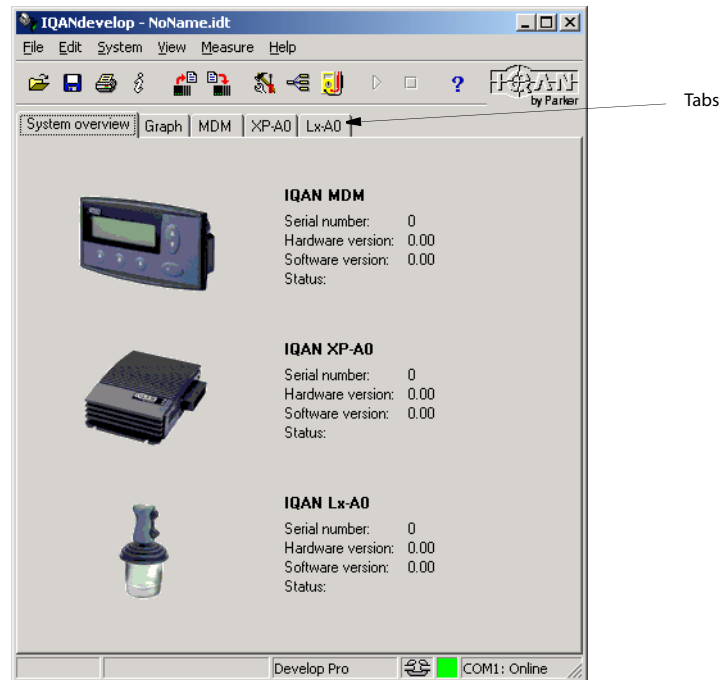 IQANdevelop - NoName.idt
File Edit System View Measure Help
?
IQAN
by Parker
Tabs
System overview Graph MDM XP-A0 Lx-A0
IQAN MDM
Serial number: 0
Hardware version: 0.00
Software version: 0.00
Status:
IQAN XP-A0
Serial number: 0
Hardware version: 0.00
Software version: 0.00
Status:
IQAN Lx-A0
Serial number: 0
Hardware version: 0.00
Software version: 0.00
Status:
Develop Pro COM1: Online